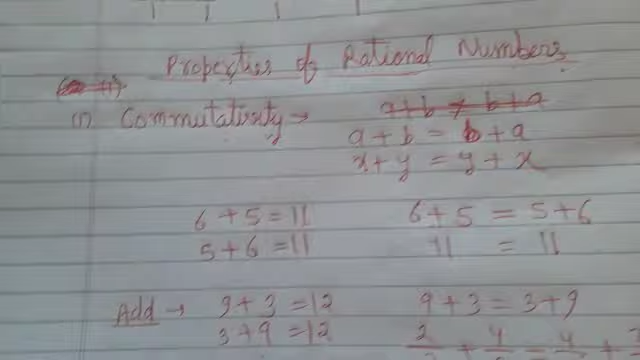 Properties of Rational Numbers
(1) Commutativity → a + b ≠ b + a
a + b = b + a
x + y = y + x
6 + 5 = 11 6 + 5 = 5 + 6
5 + 6 = 11 11 = 11
Add → 9 + 3 = 12 9 + 3 = 3 + 9
3 + 9 = 12